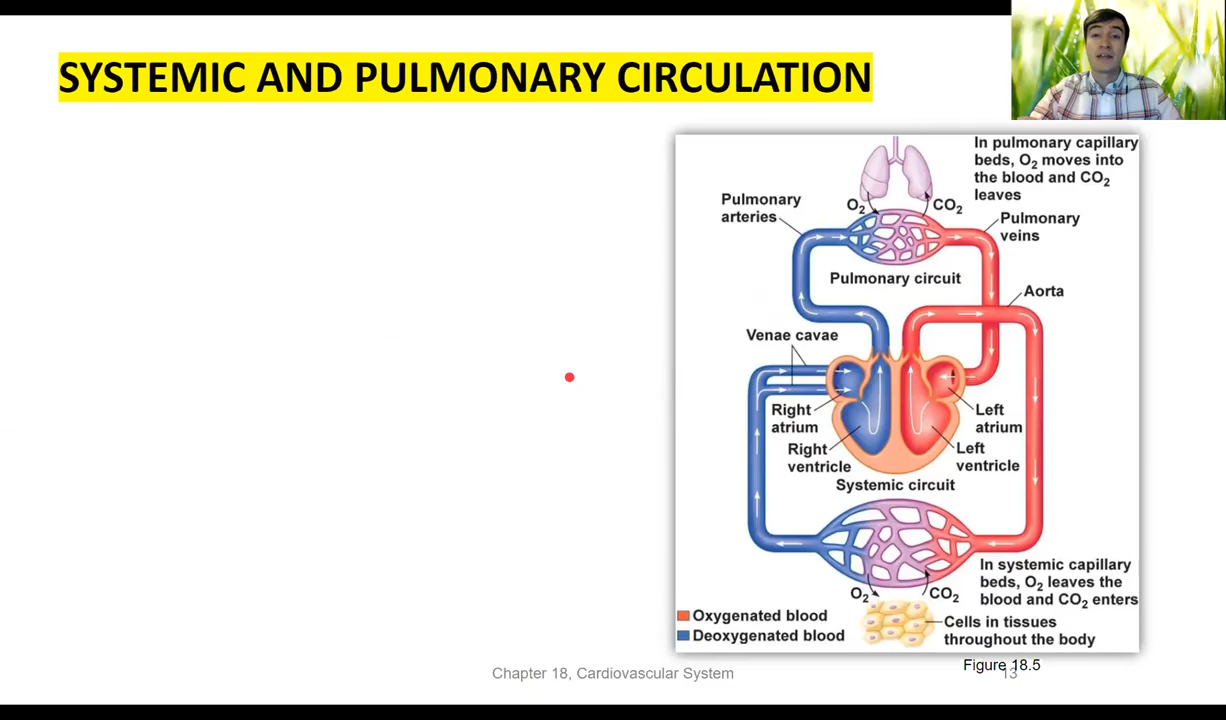 SYSTEMIC AND PULMONARY CIRCULATION
In pulmonary capillary
beds, O₂ moves into
the blood and CO₂
leaves
Pulmonary
arteries
O₂
CO₂
Pulmonary
veins
Pulmonary circuit
Aorta
Venae cavae
Right
atrium
Left
atrium
Right
ventricle
Left
ventricle
Systemic circuit
In systemic capillary
beds, O₂ leaves the
blood and CO₂ enters
O₂
CO₂
Oxygenated blood
Deoxygenated blood
Cells in tissues
throughout the body
Figure 18.5
Chapter 18, Cardiovascular System
13